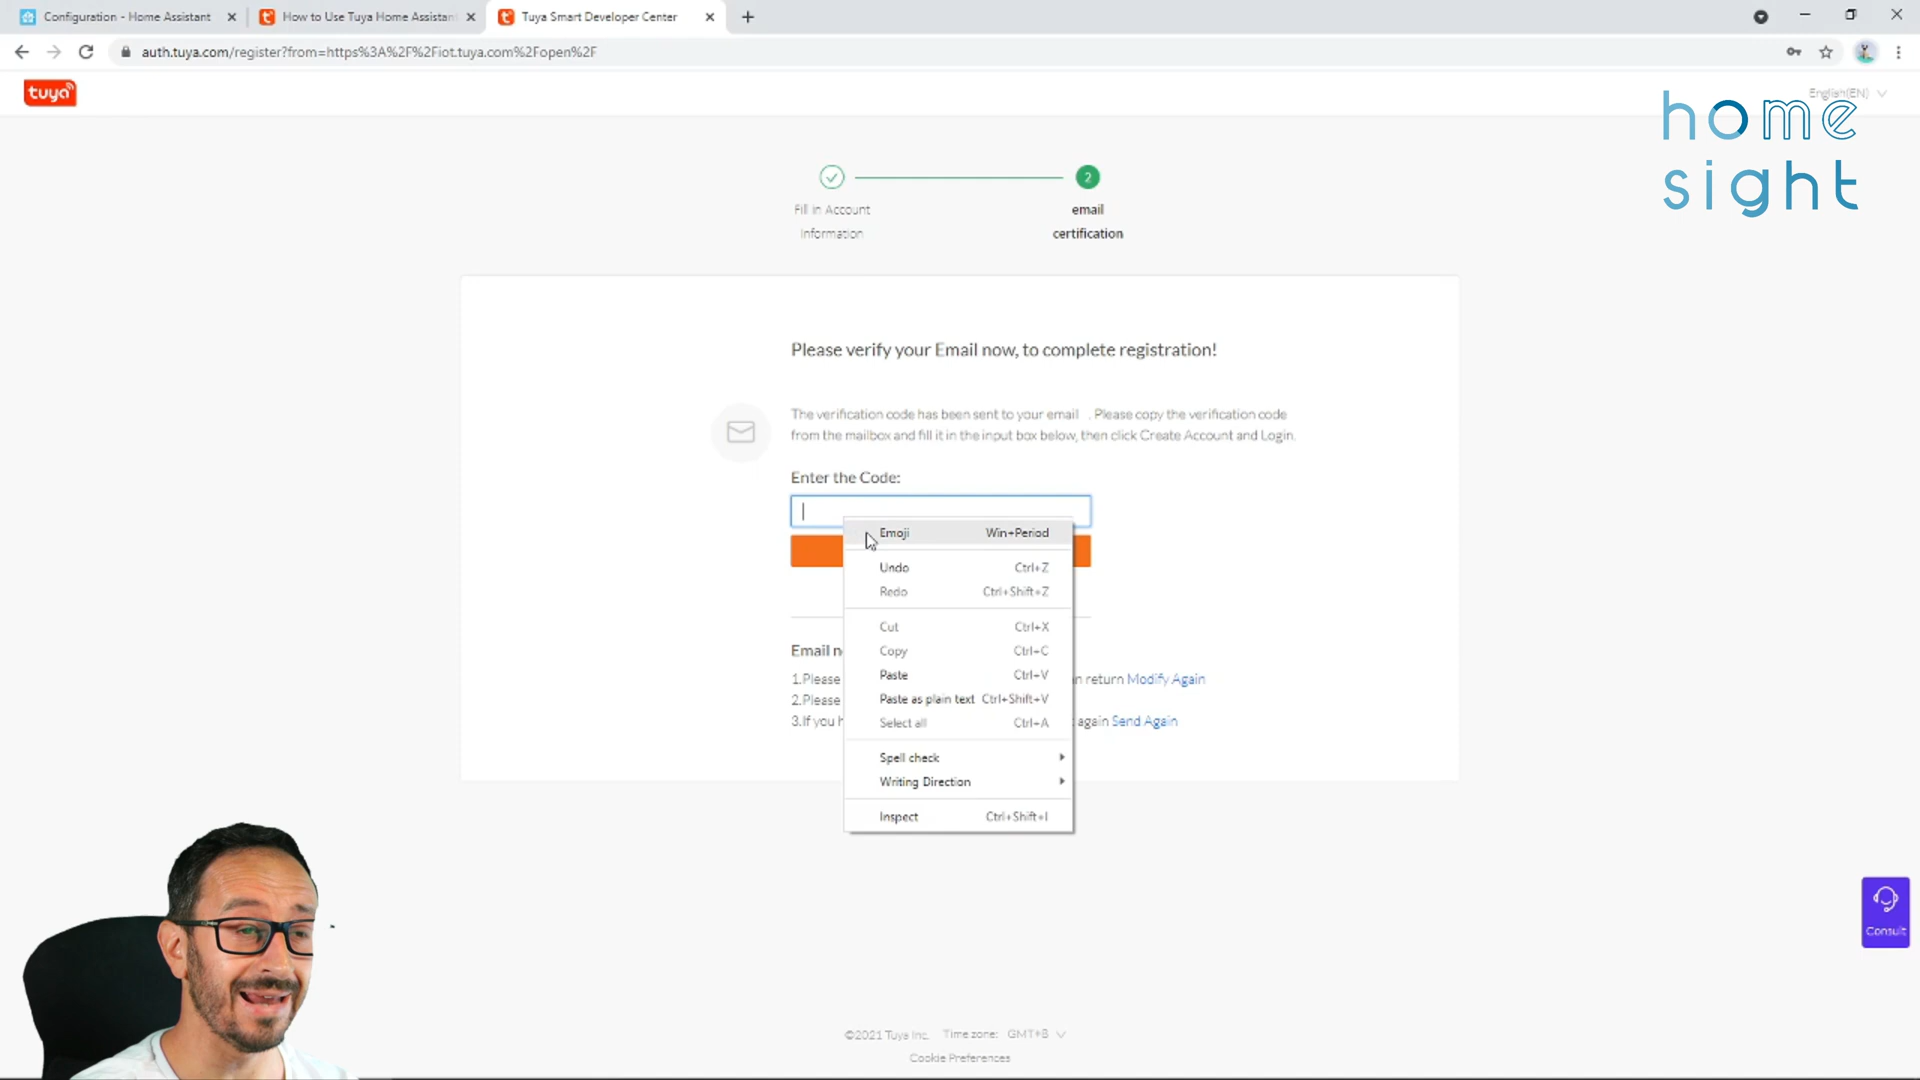 Configuration - Home Assistant
How to Use Tuya Home Assistan
Tuya Smart Developer Center
auth.tuya.com/register?from=https%3A%2F%2Fiot.tuya.com%2Fopen%2F
tuya
English(EN)
home
sight
2
Fill in Account
Information
email
certification
Please verify your Email now, to complete registration!
The verification code has been sent to your email . Please copy the verification code
from the mailbox and fill it in the input box below, then click Create Account and Login.
Enter the Code:
Emoji Win+Period
Undo Ctrl+Z
Redo Ctrl+Shift+Z
Cut Ctrl+X
Copy Ctrl+C
Paste Ctrl+V
Paste as plain text Ctrl+Shift+V
Select all Ctrl+A
Spell check
Writing Direction
Inspect Ctrl+Shift+I
Email n
1.Please n return Modify Again
2.Please
3.If you h again Send Again
Consult
©2021 Tuya Inc. Time zone: GMT+8
Cookie Preferences